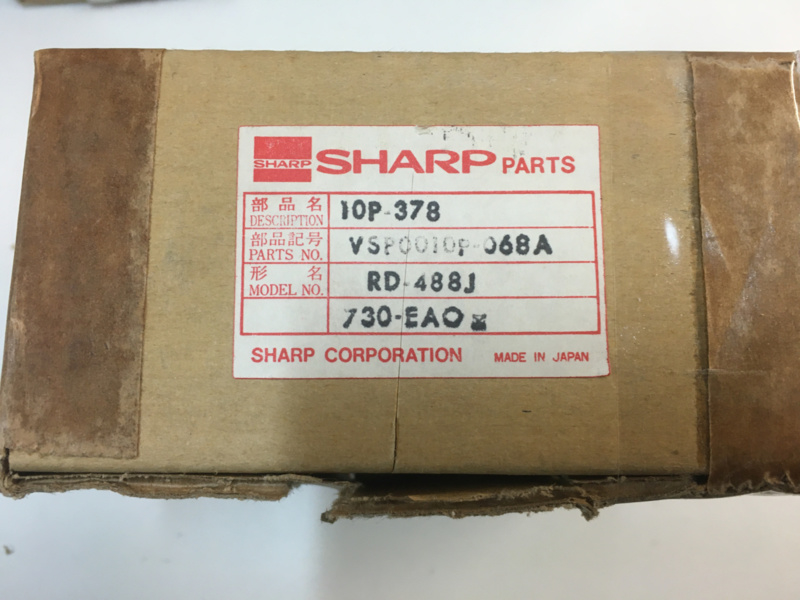 SHARP SHARP PARTS
部品名 10P-378
DESCRIPTION
部品記号 VSP0010P-068A
PARTS NO.
形名 RD-488J
MODEL NO.
730-EAO
SHARP CORPORATION MADE IN JAPAN